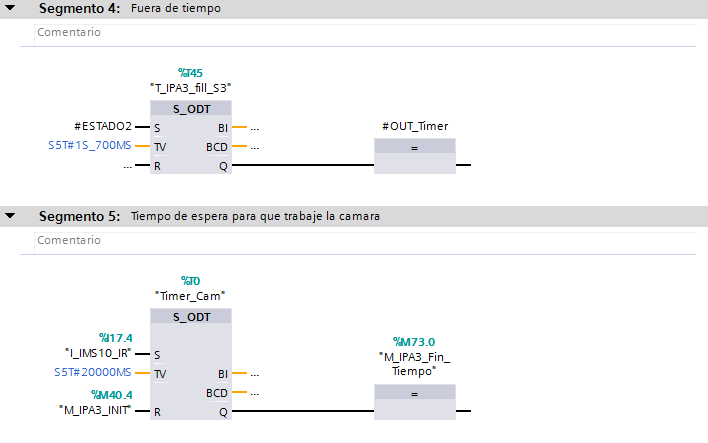 Segmento 4: Fuera de tiempo
Comentario
%T45
"T_IPA3_fill_S3"
S_ODT
#ESTADO2 S BI ...
S5T#1S_700MS TV BCD ...
... R Q
#OUT_Timer
=
Segmento 5: Tiempo de espera para que trabaje la camara
Comentario
%T0
"Timer_Cam"
S_ODT
%I17.4
"I_IMS10_IR" S
S5T#20000MS TV BI ...
BCD ...
%M40.4
"M_IPA3_INIT" R Q
%M73.0
"M_IPA3_Fin_
Tiempo"
=